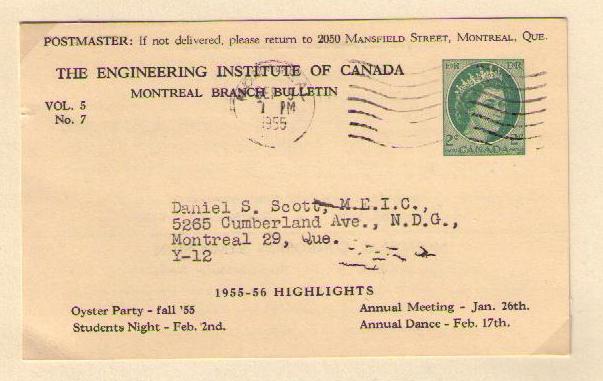 POSTMASTER: If not delivered, please return to 2050 MANSFIELD STREET, MONTREAL, QUE.
THE ENGINEERING INSTITUTE OF CANADA
MONTREAL BRANCH BULLETIN
VOL. 5
No. 7
PM
1955
2c
CANADA
Daniel S. Scott, M.E.I.C.,
5265 Cumberland Ave., N.D.G.,
Montreal 29, Que.
Y-12
1955-56 HIGHLIGHTS
Oyster Party - fall '55
Annual Meeting - Jan. 26th.
Students Night - Feb. 2nd.
Annual Dance - Feb. 17th.